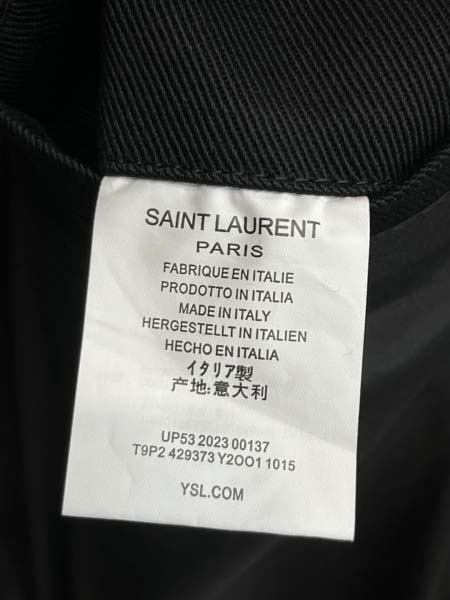 SAINT LAURENT
PARIS
FABRIQUE EN ITALIE
PRODOTTO IN ITALIA
MADE IN ITALY
HERGESTELLT IN ITALIEN
HECHO EN ITALIA
イタリア製
产地:意大利
UP53 2023 00137
T9P2 429373 Y2OO1 1015
YSL.COM